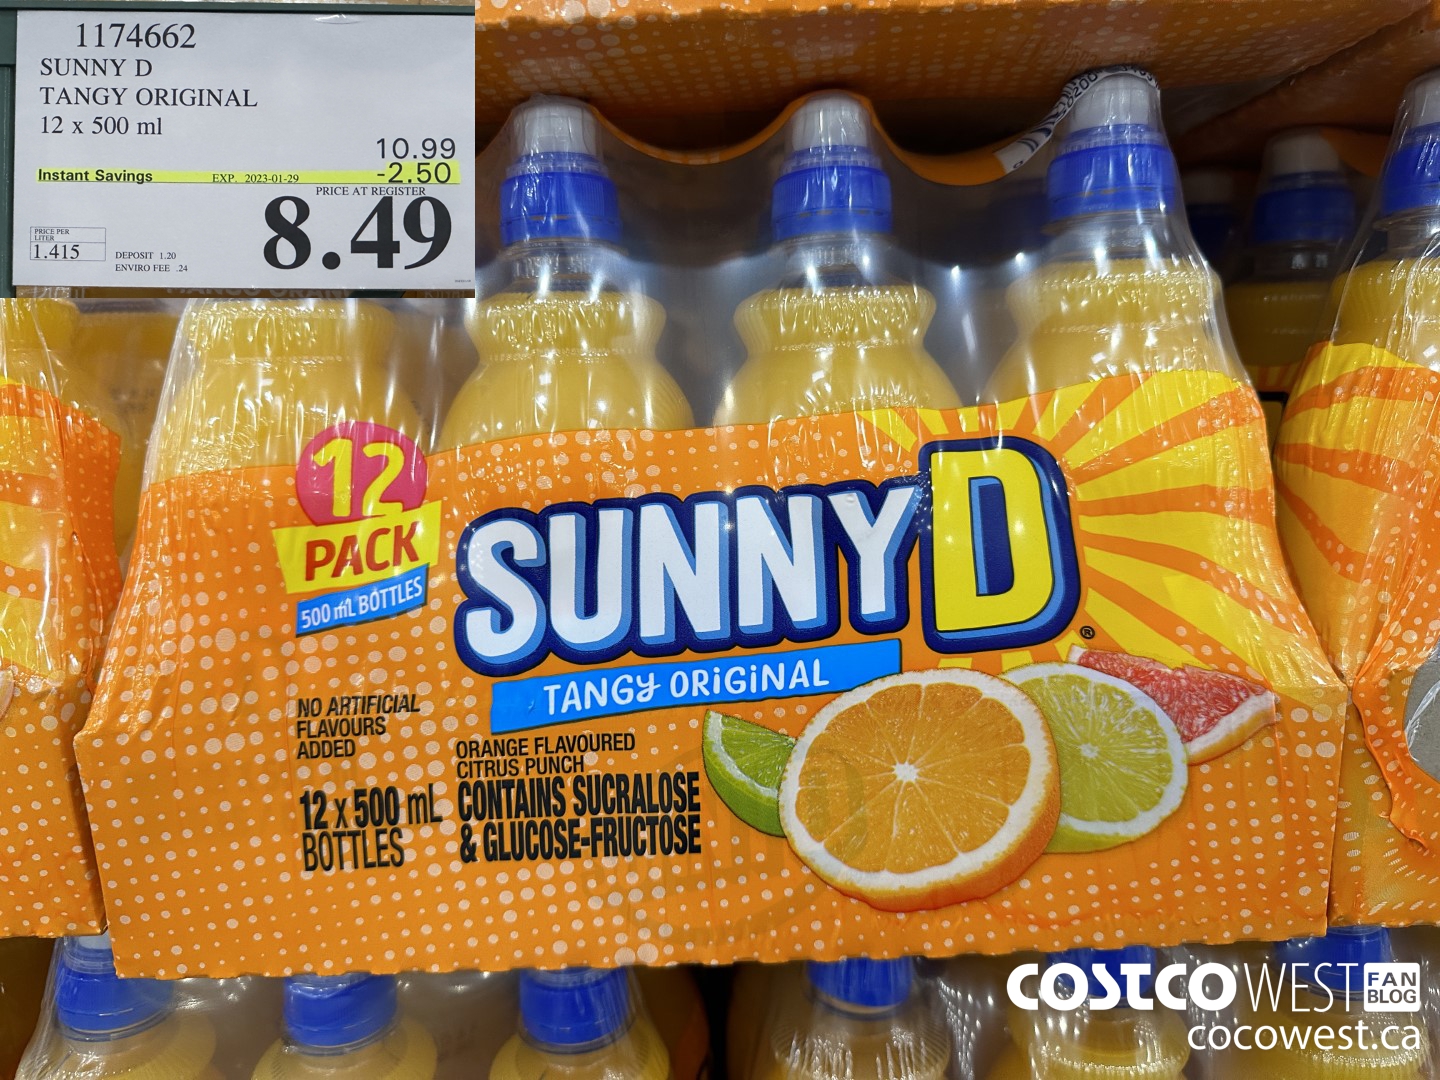 1174662
SUNNY D
TANGY ORIGINAL
12 x 500 ml
10.99
Instant Savings EXP. 2023-01-29 -2.50
PRICE AT REGISTER
8.49
PRICE PER
LITER
1.415
DEPOSIT 1.20
ENVIRO FEE .24
12
PACK
500 mL BOTTLES
SUNNYD®
TANGY ORiGiNAL
NO ARTIFICIAL
FLAVOURS
ADDED
12 x 500 mL
BOTTLES
ORANGE FLAVOURED
CITRUS PUNCH
CONTAINS SUCRALOSE
& GLUCOSE-FRUCTOSE
COSTCO WEST FAN
BLOG
cocowest.ca